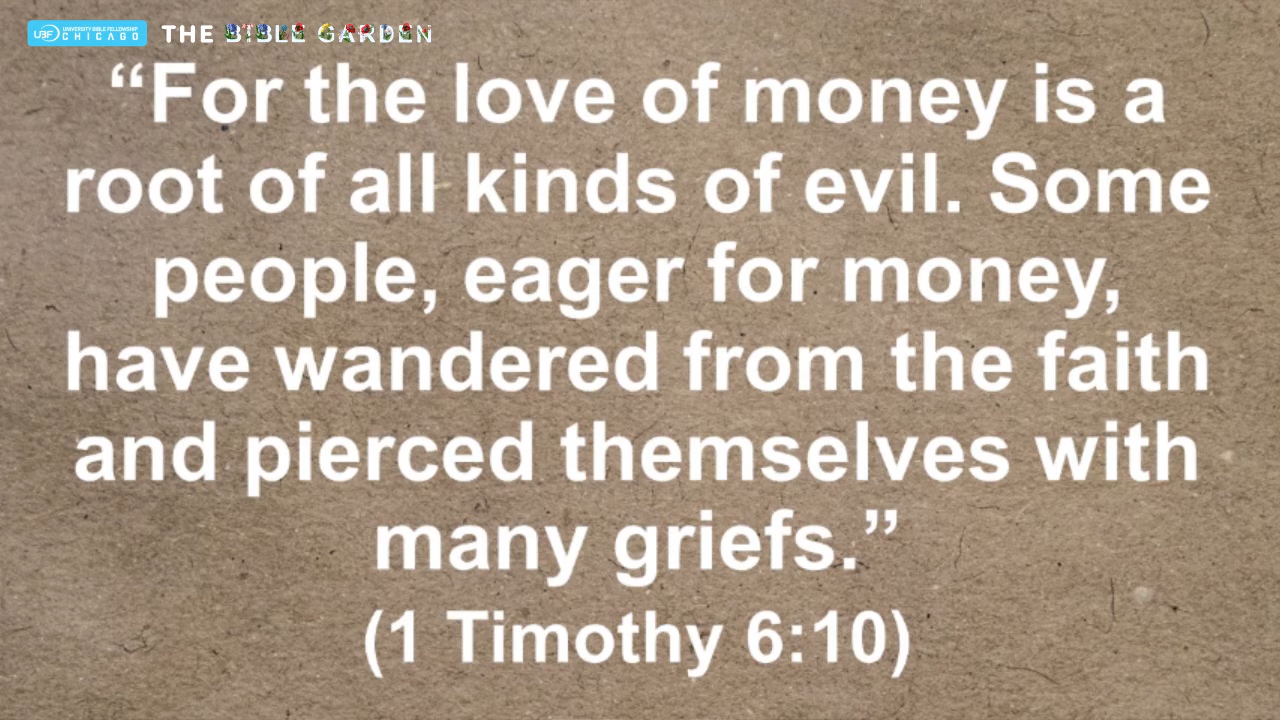 UBF UNIVERSITY BIBLE FELLOWSHIP
CHICAGO
THE BIBLE GARDEN
“For the love of money is a
root of all kinds of evil. Some
people, eager for money,
have wandered from the faith
and pierced themselves with
many griefs.”
(1 Timothy 6:10)